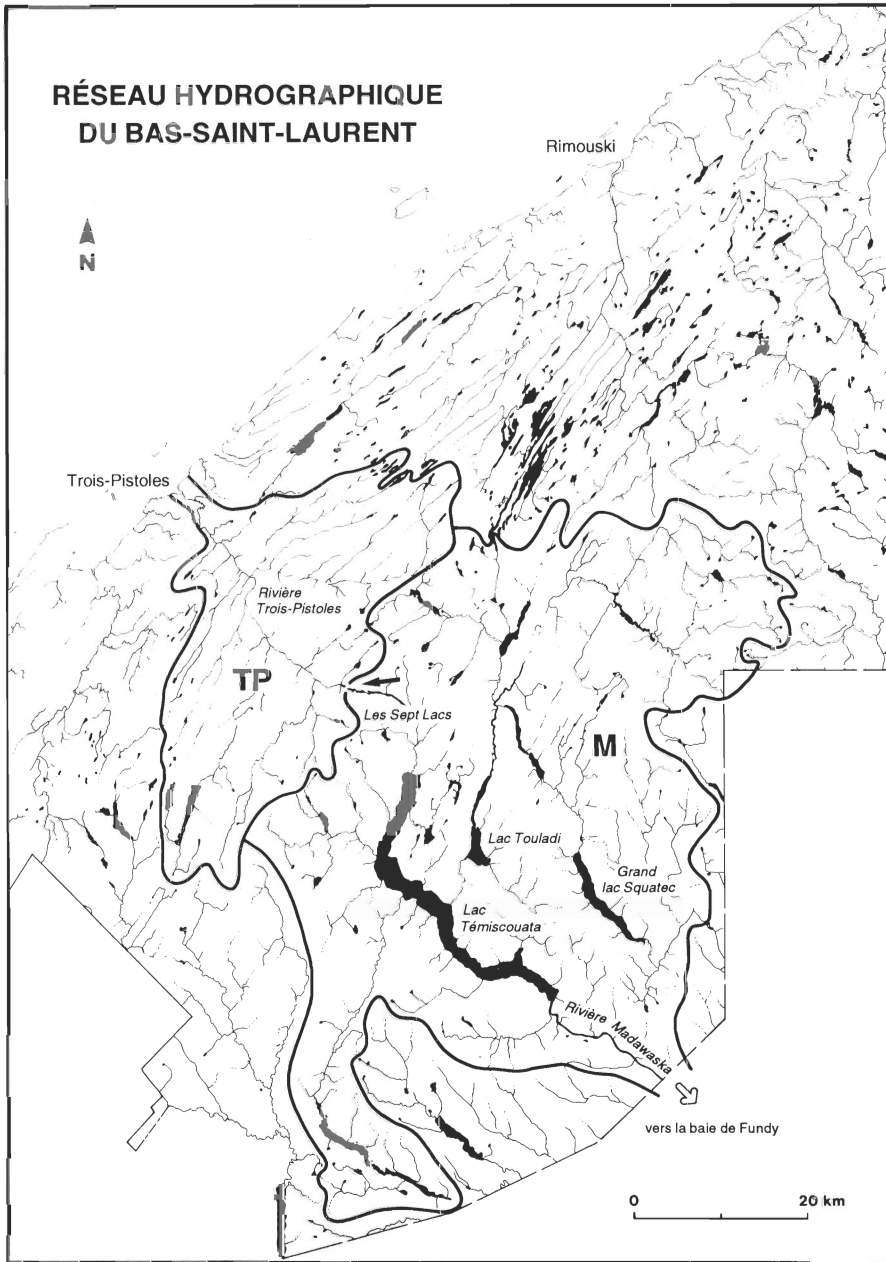 RÉSEAU HYDROGRAPHIQUE
DU BAS-SAINT-LAURENT
Rimouski
N
Trois-Pistoles
Rivière
Trois-Pistoles
TP
Les Sept Lacs
M
Lac Touladi
Grand
lac Squatec
Lac
Témiscouata
Rivière Madawaska
vers la baie de Fundy
0 20 km